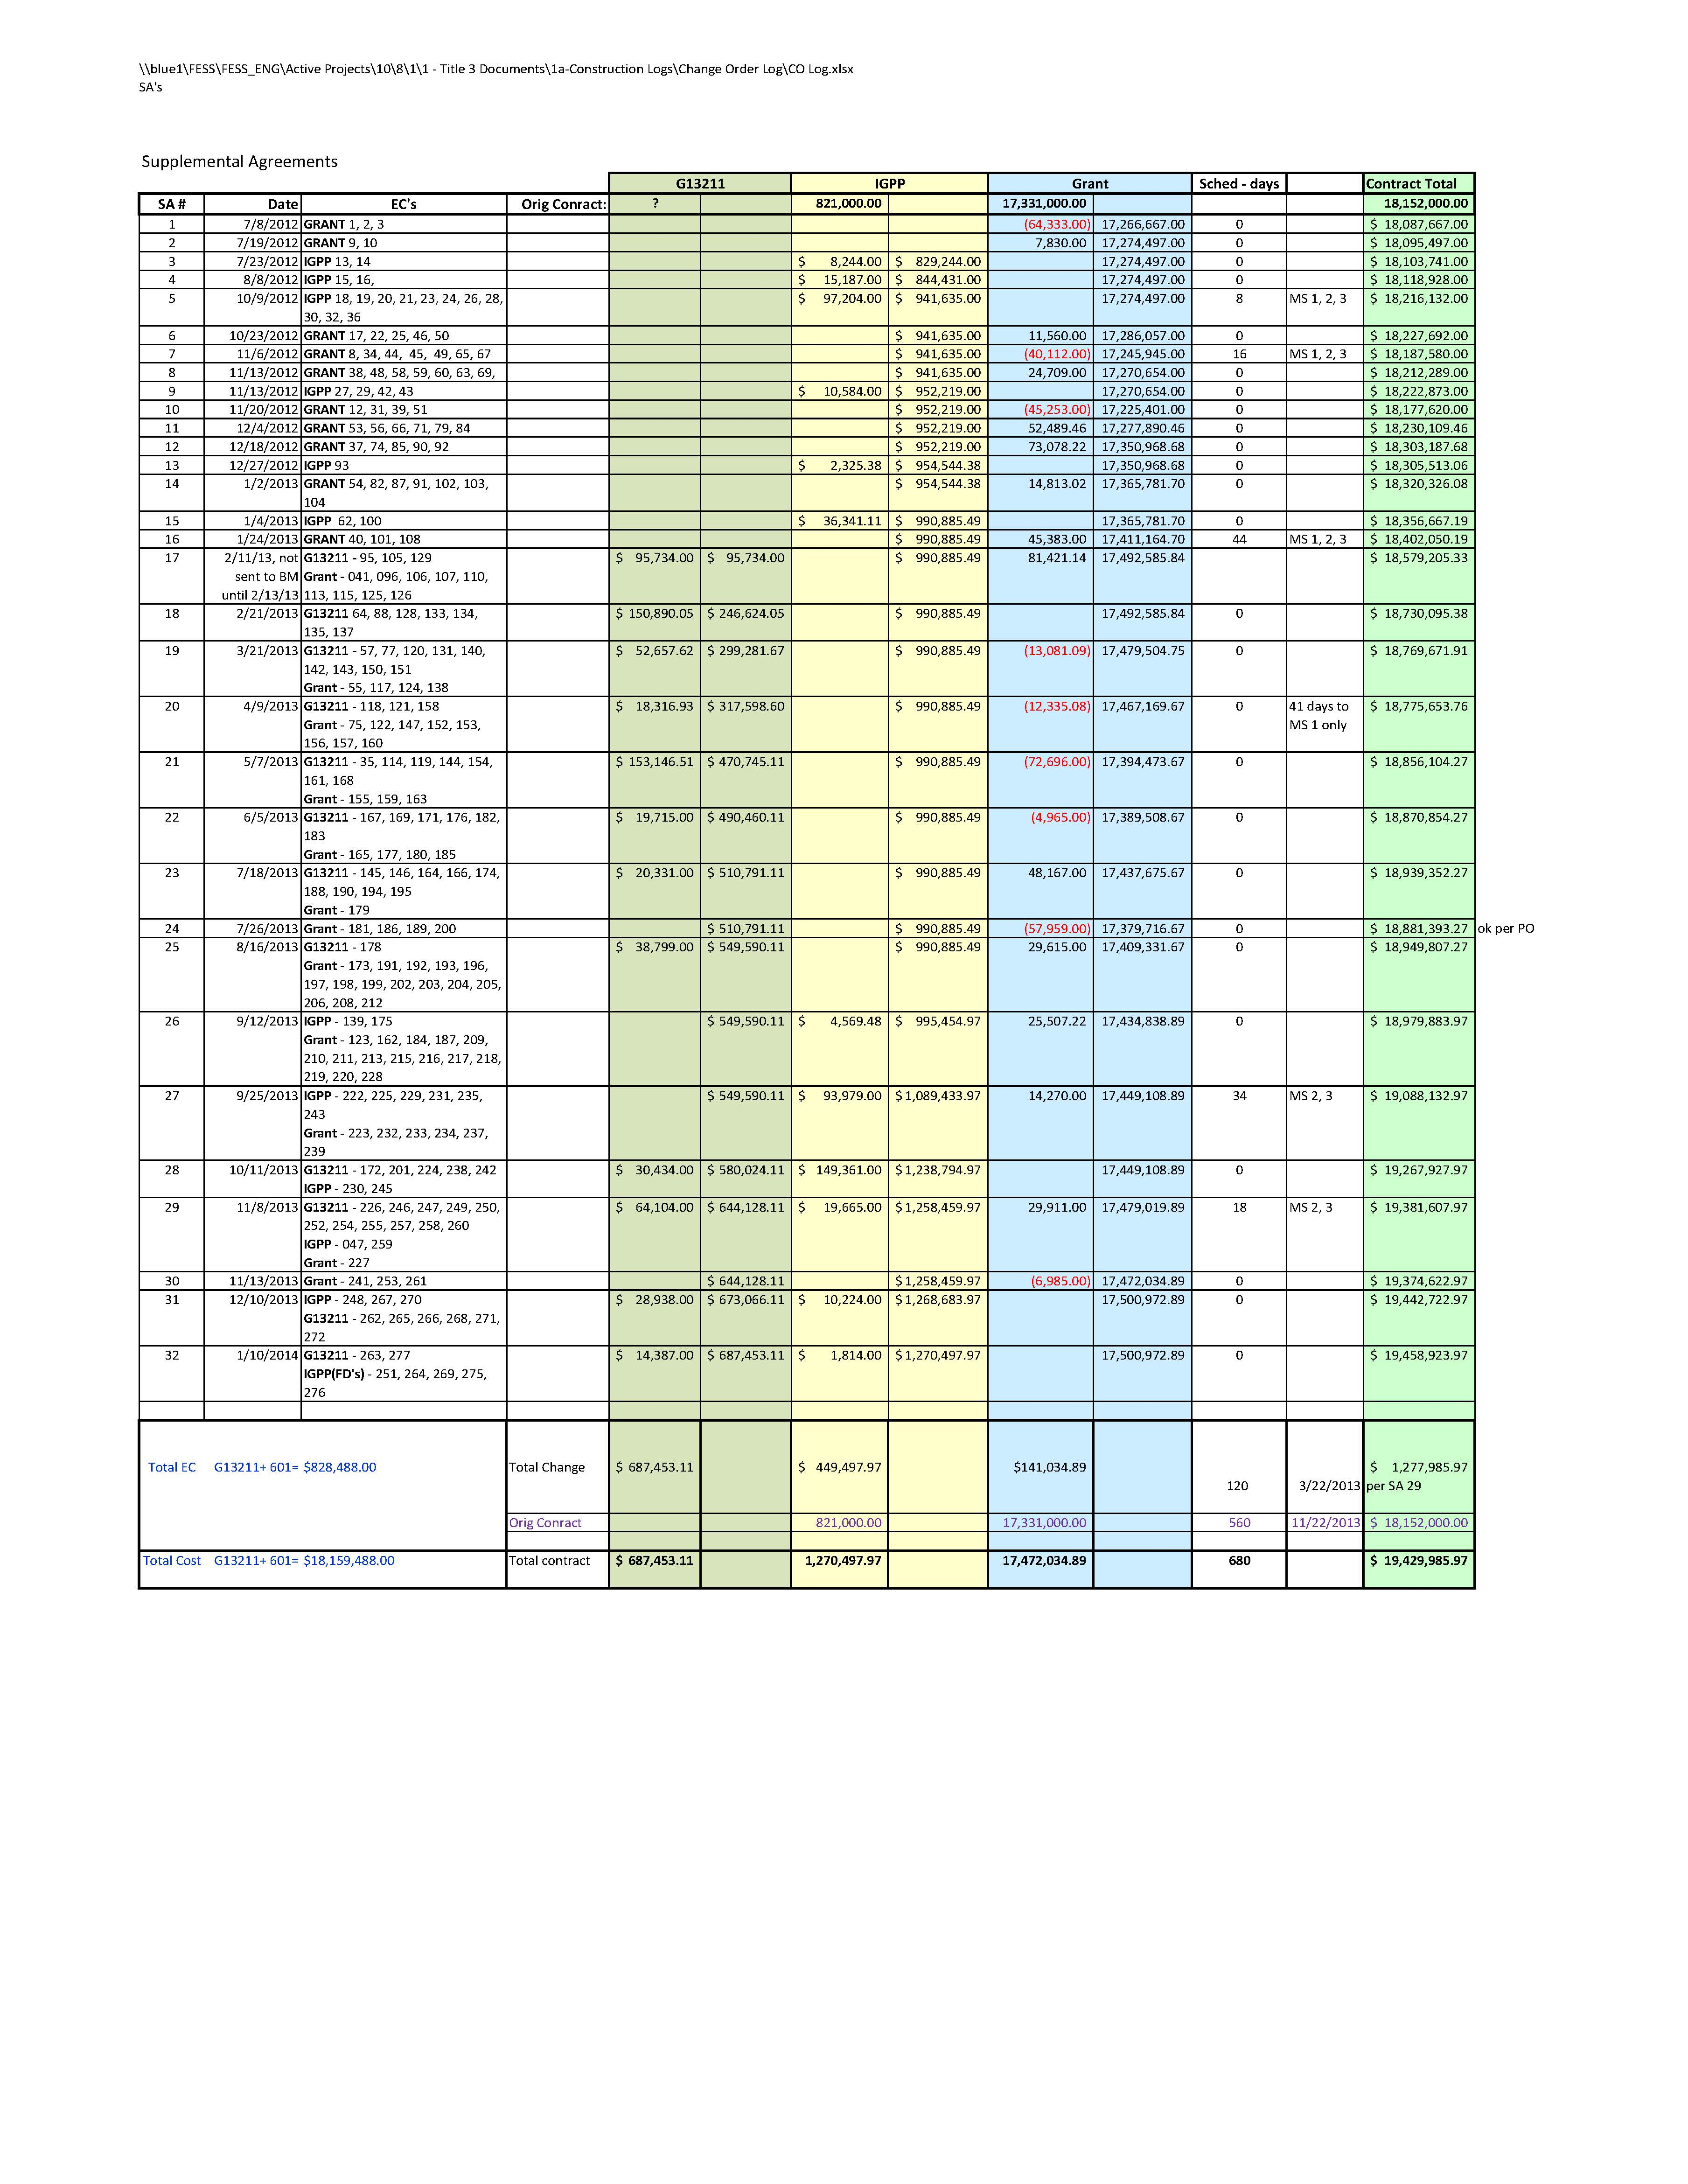 \\blue1\FESS\FESS_ENG\Active Projects\10\8\1\1 - Title 3 Documents\1a-Construction Logs\Change Order Log\CO Log.xlsx
SA's
Supplemental Agreements
G13211 IGPP Grant Sched - days Contract Total
SA # Date EC's Orig Conract: ? 821,000.00 17,331,000.00 18,152,000.00
1 7/8/2012 GRANT 1, 2, 3 (64,333.00) 17,266,667.00 0 $ 18,087,667.00
2 7/19/2012 GRANT 9, 10 7,830.00 17,274,497.00 0 $ 18,095,497.00
3 7/23/2012 IGPP 13, 14 $ 8,244.00 $ 829,244.00 17,274,497.00 0 $ 18,103,741.00
4 8/8/2012 IGPP 15, 16, $ 15,187.00 $ 844,431.00 17,274,497.00 0 $ 18,118,928.00
5 10/9/2012 IGPP 18, 19, 20, 21, 23, 24, 26, 28, $ 97,204.00 $ 941,635.00 17,274,497.00 8 MS 1, 2, 3 $ 18,216,132.00
30, 32, 36
6 10/23/2012 GRANT 17, 22, 25, 46, 50 $ 941,635.00 11,560.00 17,286,057.00 0 $ 18,227,692.00
7 11/6/2012 GRANT 8, 34, 44, 45, 49, 65, 67 $ 941,635.00 (40,112.00) 17,245,945.00 16 MS 1, 2, 3 $ 18,187,580.00
8 11/13/2012 GRANT 38, 48, 58, 59, 60, 63, 69, $ 941,635.00 24,709.00 17,270,654.00 0 $ 18,212,289.00
9 11/13/2012 IGPP 27, 29, 42, 43 $ 10,584.00 $ 952,219.00 17,270,654.00 0 $ 18,222,873.00
10 11/20/2012 GRANT 12, 31, 39, 51 $ 952,219.00 (45,253.00) 17,225,401.00 0 $ 18,177,620.00
11 12/4/2012 GRANT 53, 56, 66, 71, 79, 84 $ 952,219.00 52,489.46 17,277,890.46 0 $ 18,230,109.46
12 12/18/2012 GRANT 37, 74, 85, 90, 92 $ 952,219.00 73,078.22 17,350,968.68 0 $ 18,303,187.68
13 12/27/2012 IGPP 93 $ 2,325.38 $ 954,544.38 17,350,968.68 0 $ 18,305,513.06
14 1/2/2013 GRANT 54, 82, 87, 91, 102, 103, $ 954,544.38 14,813.02 17,365,781.70 0 $ 18,320,326.08
104
15 1/4/2013 IGPP 62, 100 $ 36,341.11 $ 990,885.49 17,365,781.70 0 $ 18,356,667.19
16 1/24/2013 GRANT 40, 101, 108 $ 990,885.49 45,383.00 17,411,164.70 44 MS 1, 2, 3 $ 18,402,050.19
17 2/11/13, not G13211 - 95, 105, 129 $ 95,734.00 $ 95,734.00 $ 990,885.49 81,421.14 17,492,585.84 $ 18,579,205.33
sent to BM Grant - 041, 096, 106, 107, 110,
until 2/13/13 113, 115, 125, 126
18 2/21/2013 G13211 64, 88, 128, 133, 134, $ 150,890.05 $ 246,624.05 $ 990,885.49 17,492,585.84 0 $ 18,730,095.38
135, 137
19 3/21/2013 G13211 - 57, 77, 120, 131, 140, $ 52,657.62 $ 299,281.67 $ 990,885.49 (13,081.09) 17,479,504.75 0 $ 18,769,671.91
142, 143, 150, 151
Grant - 55, 117, 124, 138
20 4/9/2013 G13211 - 118, 121, 158 $ 18,316.93 $ 317,598.60 $ 990,885.49 (12,335.08) 17,467,169.67 0 41 days to $ 18,775,653.76
Grant - 75, 122, 147, 152, 153, MS 1 only
156, 157, 160
21 5/7/2013 G13211 - 35, 114, 119, 144, 154, $ 153,146.51 $ 470,745.11 $ 990,885.49 (72,696.00) 17,394,473.67 0 $ 18,856,104.27
161, 168
Grant - 155, 159, 163
22 6/5/2013 G13211 - 167, 169, 171, 176, 182, $ 19,715.00 $ 490,460.11 $ 990,885.49 (4,965.00) 17,389,508.67 0 $ 18,870,854.27
183
Grant - 165, 177, 180, 185
23 7/18/2013 G13211 - 145, 146, 164, 166, 174, $ 20,331.00 $ 510,791.11 $ 990,885.49 48,167.00 17,437,675.67 0 $ 18,939,352.27
188, 190, 194, 195
Grant - 179
24 7/26/2013 Grant - 181, 186, 189, 200 $ 510,791.11 $ 990,885.49 (57,959.00) 17,379,716.67 0 $ 18,881,393.27 ok per PO
25 8/16/2013 G13211 - 178 $ 38,799.00 $ 549,590.11 $ 990,885.49 29,615.00 17,409,331.67 0 $ 18,949,807.27
Grant - 173, 191, 192, 193, 196,
197, 198, 199, 202, 203, 204, 205,
206, 208, 212
26 9/12/2013 IGPP - 139, 175 $ 549,590.11 $ 4,569.48 $ 995,454.97 25,507.22 17,434,838.89 0 $ 18,979,883.97
Grant - 123, 162, 184, 187, 209,
210, 211, 213, 215, 216, 217, 218,
219, 220, 228
27 9/25/2013 IGPP - 222, 225, 229, 231, 235, $ 549,590.11 $ 93,979.00 $ 1,089,433.97 14,270.00 17,449,108.89 34 MS 2, 3 $ 19,088,132.97
243
Grant - 223, 232, 233, 234, 237,
239
28 10/11/2013 G13211 - 172, 201, 224, 238, 242 $ 30,434.00 $ 580,024.11 $ 149,361.00 $ 1,238,794.97 17,449,108.89 0 $ 19,267,927.97
IGPP - 230, 245
29 11/8/2013 G13211 - 226, 246, 247, 249, 250, $ 64,104.00 $ 644,128.11 $ 19,665.00 $ 1,258,459.97 29,911.00 17,479,019.89 18 MS 2, 3 $ 19,381,607.97
252, 254, 255, 257, 258, 260
IGPP - 047, 259
Grant - 227
30 11/13/2013 Grant - 241, 253, 261 $ 644,128.11 $ 1,258,459.97 (6,985.00) 17,472,034.89 0 $ 19,374,622.97
31 12/10/2013 IGPP - 248, 267, 270 $ 28,938.00 $ 673,066.11 $ 10,224.00 $ 1,268,683.97 17,500,972.89 0 $ 19,442,722.97
G13211 - 262, 265, 266, 268, 271,
272
32 1/10/2014 G13211 - 263, 277 $ 14,387.00 $ 687,453.11 $ 1,814.00 $ 1,270,497.97 17,500,972.89 0 $ 19,458,923.97
IGPP(FD's) - 251, 264, 269, 275,
276
Total EC G13211+ 601= $828,488.00 Total Change $ 687,453.11 $ 449,497.97 $141,034.89 $ 1,277,985.97
120 3/22/2013 per SA 29
Orig Conract 821,000.00 17,331,000.00 560 11/22/2013 $ 18,152,000.00
Total Cost G13211+ 601= $18,159,488.00 Total contract $ 687,453.11 1,270,497.97 17,472,034.89 680 $ 19,429,985.97